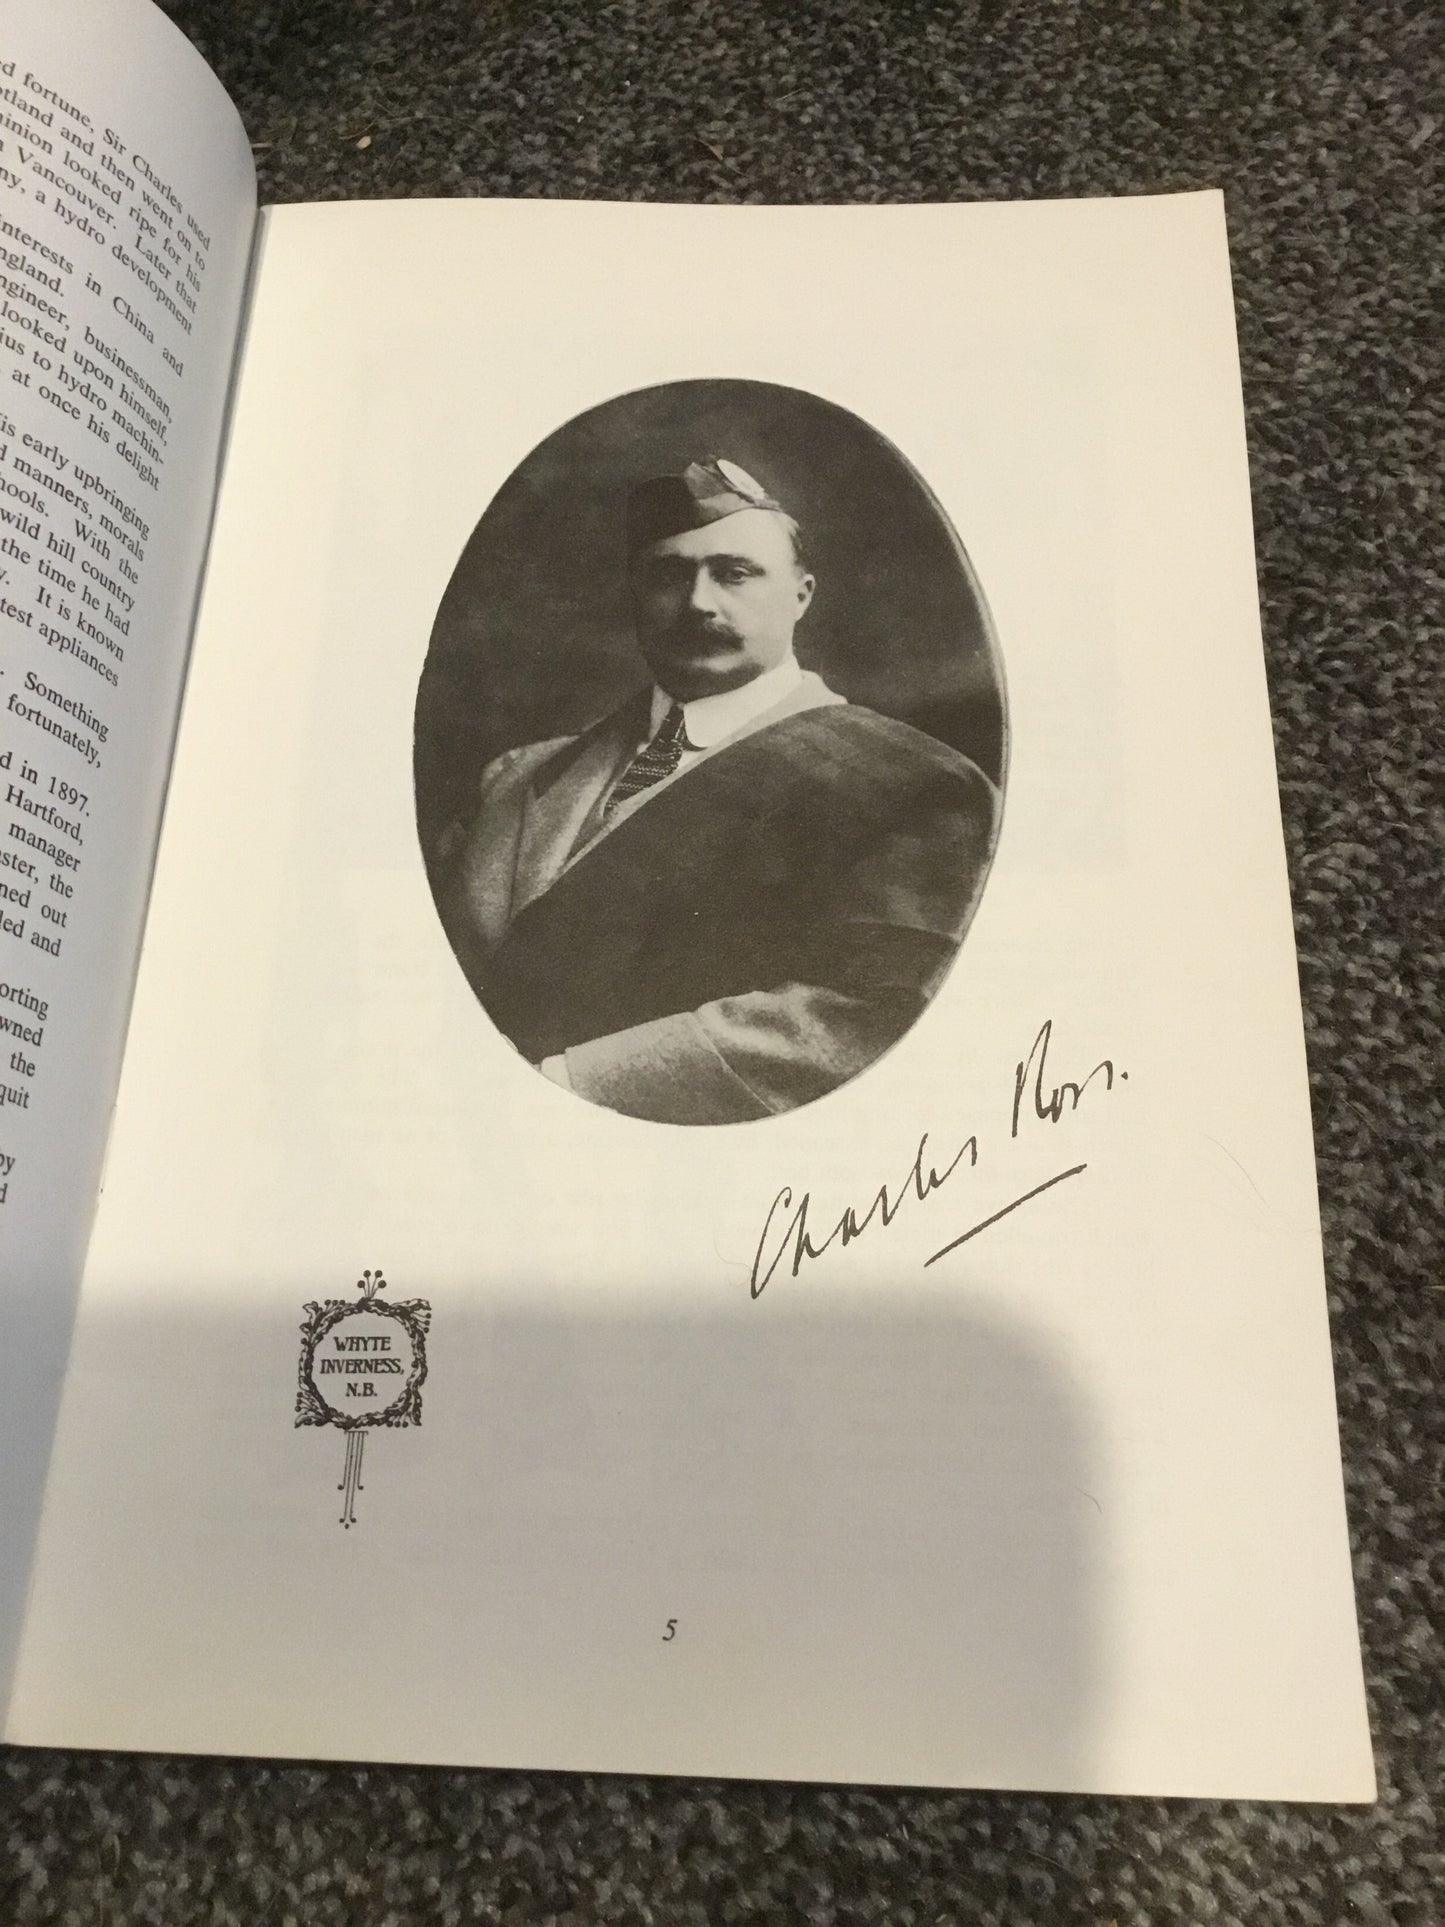 d fortune, Sir Charles used
otland and then went on to
ninion looked ripe for his
Vancouver. Later that
ny, a hydro development
interests in China and
ngland.
ngineer, businessman,
looked upon himself,
ius to hydro machin-
at once his delight
is early upbringing
d manners, morals
hools. With the
wild hill country
the time he had
y. It is known
test appliances
. Something
fortunately,
d in 1897.
Hartford,
manager
aster, the
ned out
led and
orting
wned
the
quit
by
d
Charles Ross.
WHYTE
INVERNESS,
N.B.
5